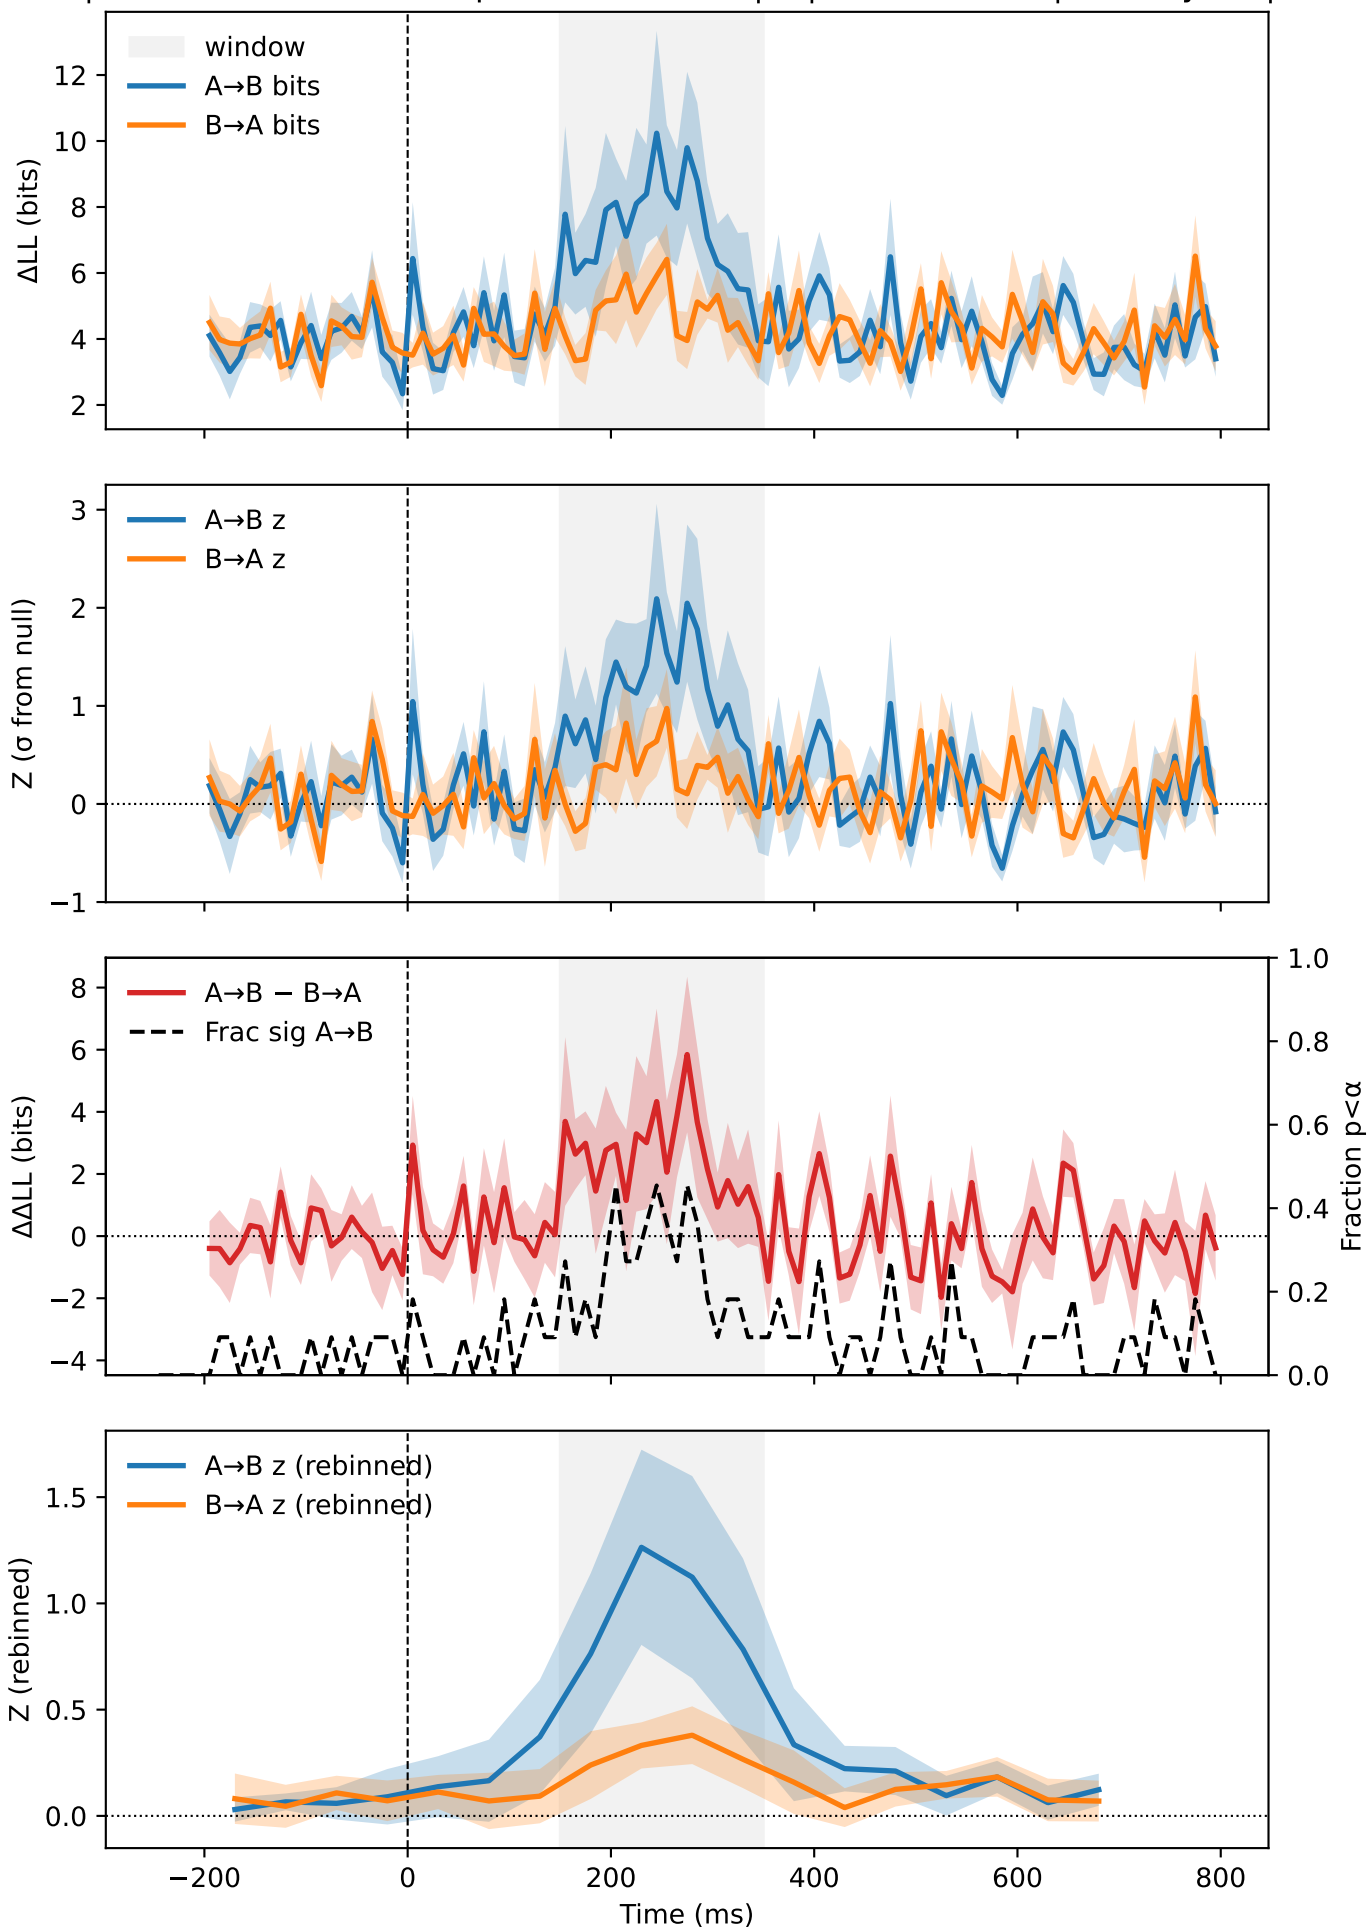 window
A→B bits
B→A bits
ΔLL (bits)
12
10
8
6
4
2
A→B z
B→A z
Z (σ from null)
3
2
1
0
−1
A→B − B→A
Frac sig A→B
ΔΔLL (bits)
8
6
4
2
0
−2
−4
1.0
0.8
0.6
0.4
0.2
0.0
Fraction p<α
A→B z (rebinned)
B→A z (rebinned)
Z (rebinned)
1.5
1.0
0.5
0.0
−200 0 200 400 600 800
Time (ms)